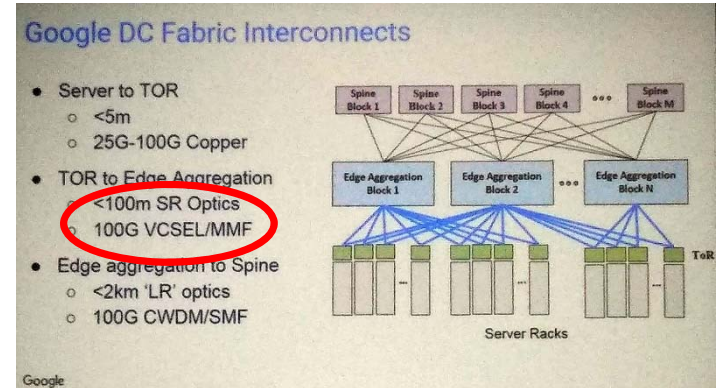 Google DC Fabric Interconnects
● Server to TOR
○ <5m
○ 25G-100G Copper
● TOR to Edge Aggregation
○ <100m SR Optics
○ 100G VCSEL/MMF
● Edge aggregation to Spine
○ <2km 'LR' optics
○ 100G CWDM/SMF
Spine Block 1
Spine Block 2
Spine Block 3
Spine Block 4
Spine Block M
Edge Aggregation Block 1
Edge Aggregation Block 2
Edge Aggregation Block N
ToR
Server Racks
Google